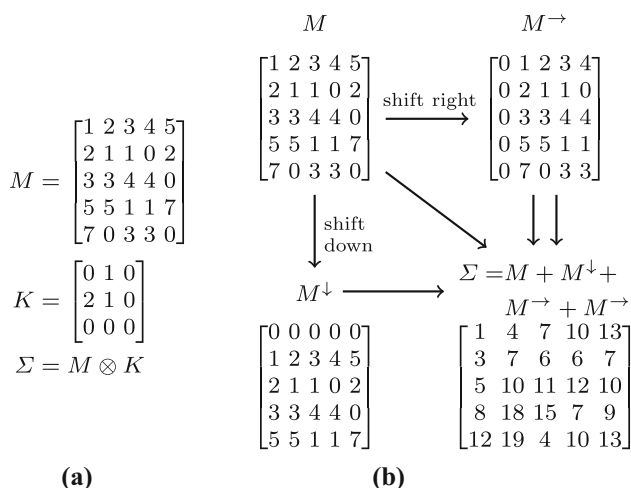 M = [1 2 3 4 5
2 1 1 0 2
3 3 4 4 0
5 5 1 1 7
7 0 3 3 0]
K = [0 1 0
2 1 0
0 0 0]
Σ = M ⊗ K
(a)
M
[1 2 3 4 5
2 1 1 0 2
3 3 4 4 0
5 5 1 1 7
7 0 3 3 0]
shift right
M→
[0 1 2 3 4
0 2 1 1 0
0 3 3 4 4
0 5 5 1 1
0 7 0 3 3]
shift
down
M↓
[0 0 0 0 0
1 2 3 4 5
2 1 1 0 2
3 3 4 4 0
5 5 1 1 7]
Σ =M + M↓+
M→ + M→
[1 4 7 10 13
3 7 6 6 7
5 10 11 12 10
8 18 15 7 9
12 19 4 10 13]
(b)